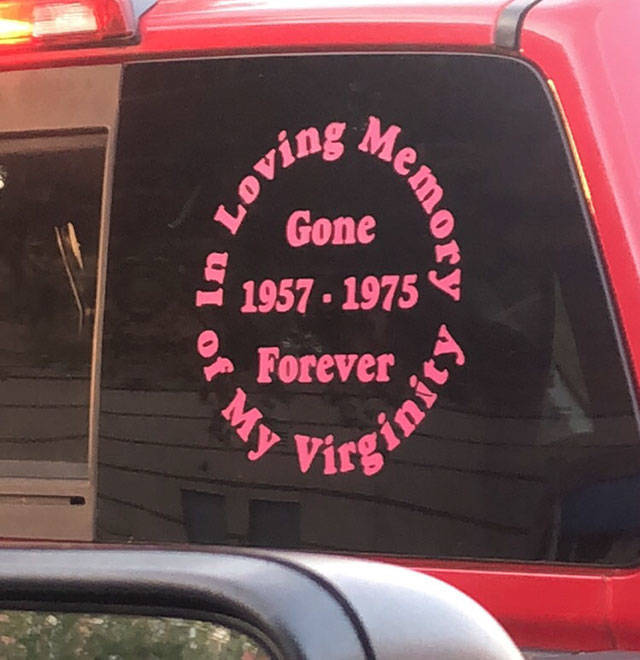 In Loving Memory
of My Virginity
Gone
1957 - 1975
Forever